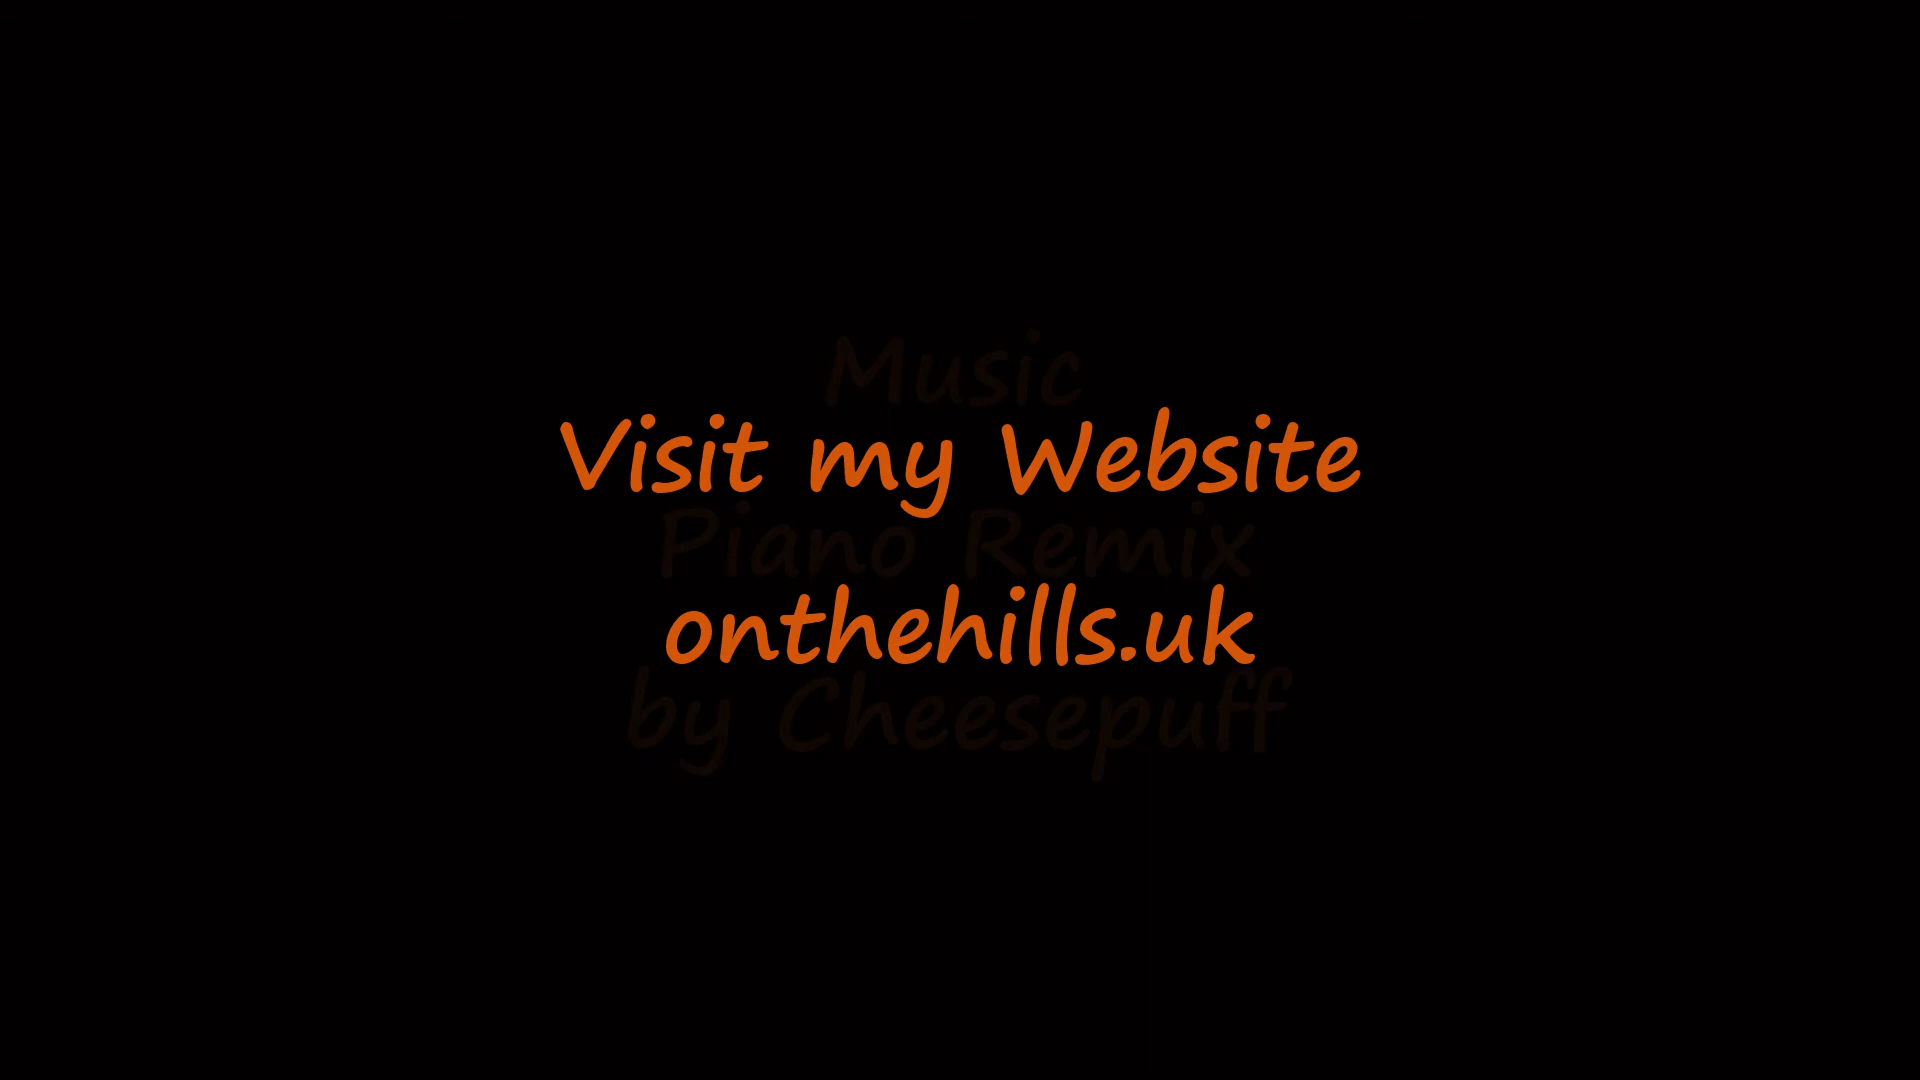 Music
Visit my Website
Piano Remix
onthehills.uk
by Cheesepuff